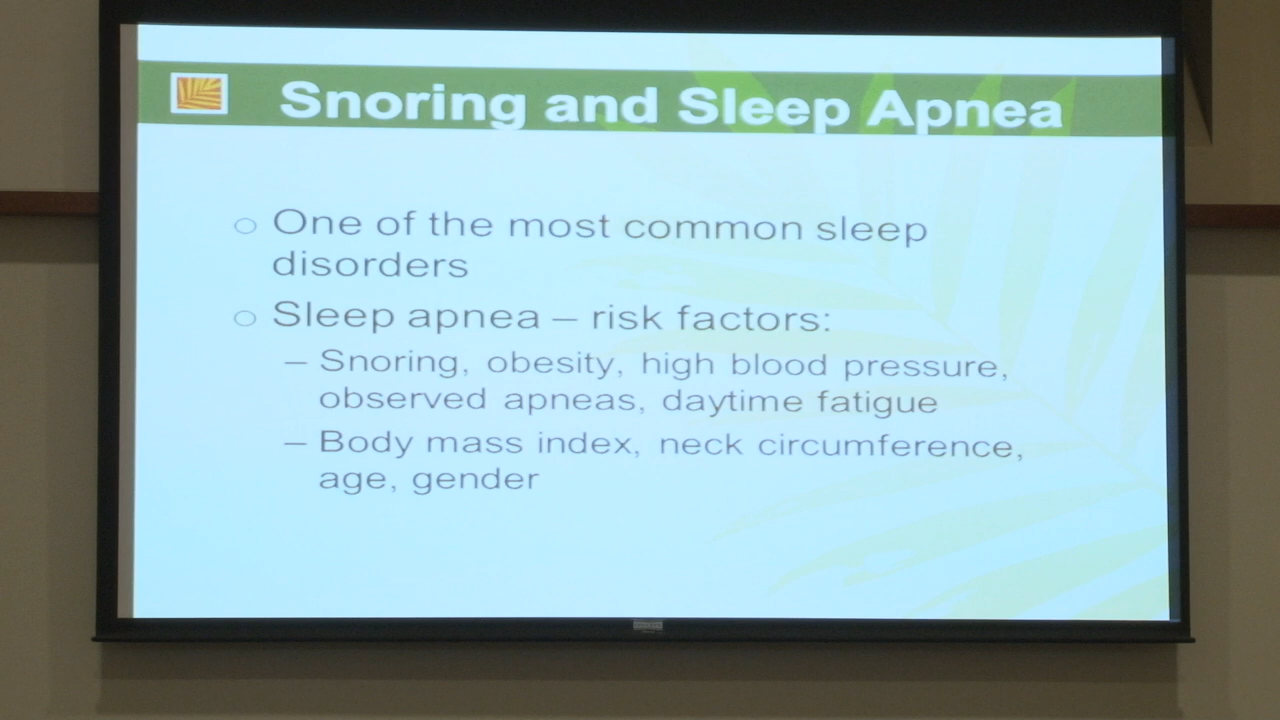 Snoring and Sleep Apnea
○ One of the most common sleep
disorders
○ Sleep apnea – risk factors:
– Snoring, obesity, high blood pressure,
observed apneas, daytime fatigue
– Body mass index, neck circumference,
age, gender